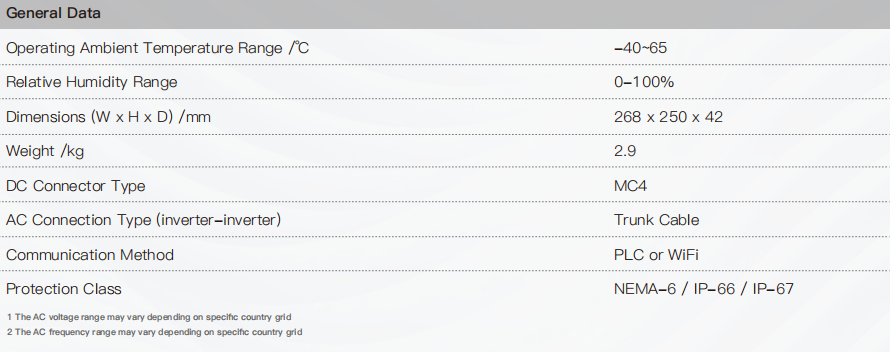 General Data
Operating Ambient Temperature Range /℃ −40~65
Relative Humidity Range 0−100%
Dimensions (W x H x D) /mm 268 x 250 x 42
Weight /kg 2.9
DC Connector Type MC4
AC Connection Type (inverter−inverter) Trunk Cable
Communication Method PLC or WiFi
Protection Class NEMA−6 / IP−66 / IP−67
1 The AC voltage range may vary depending on specific country grid
2 The AC frequency range may vary depending on specific country grid